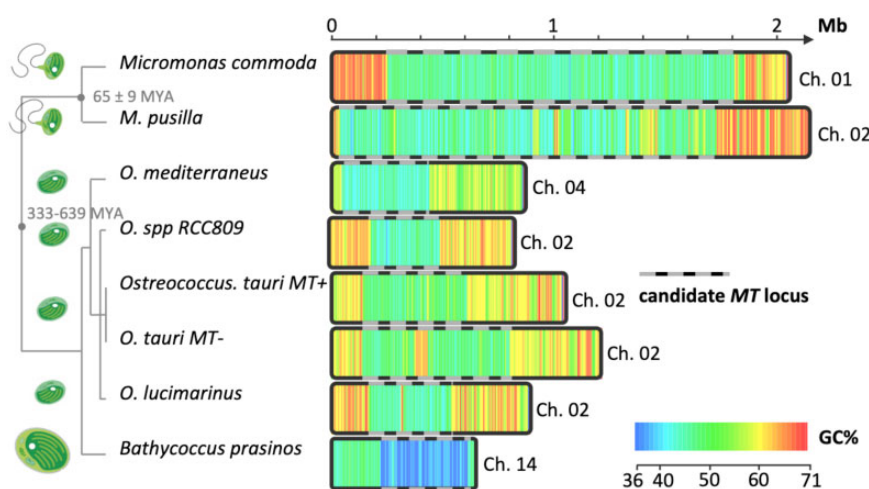 0 1 2 Mb
Micromonas commoda
Ch. 01
65 ± 9 MYA
M. pusilla
Ch. 02
O. mediterraneus
Ch. 04
333-639 MYA
O. spp RCC809
Ch. 02
Ostreococcus. tauri MT+
Ch. 02
candidate MT locus
O. tauri MT-
Ch. 02
O. lucimarinus
Ch. 02
Bathycoccus prasinos
Ch. 14
GC%
36 40 50 60 71